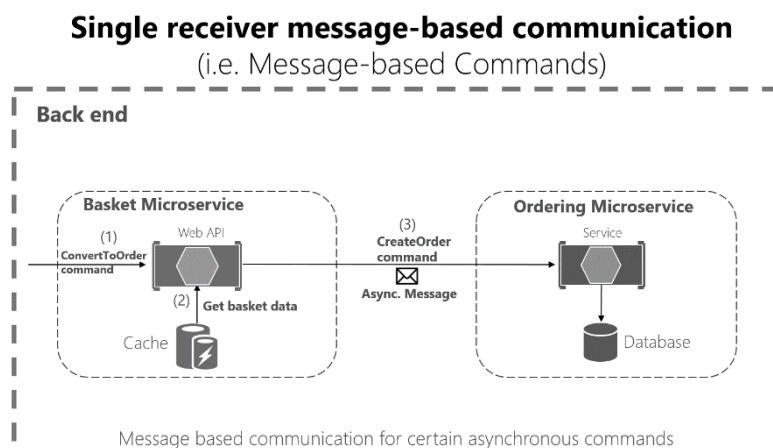 Single receiver message-based communication
(i.e. Message-based Commands)
Back end
Basket Microservice
Ordering Microservice
(1)
Web API
(3)
Service
ConvertToOrder
command
CreateOrder
command
(2)
Get basket data
Async. Message
Cache
Database
Message based communication for certain asynchronous commands